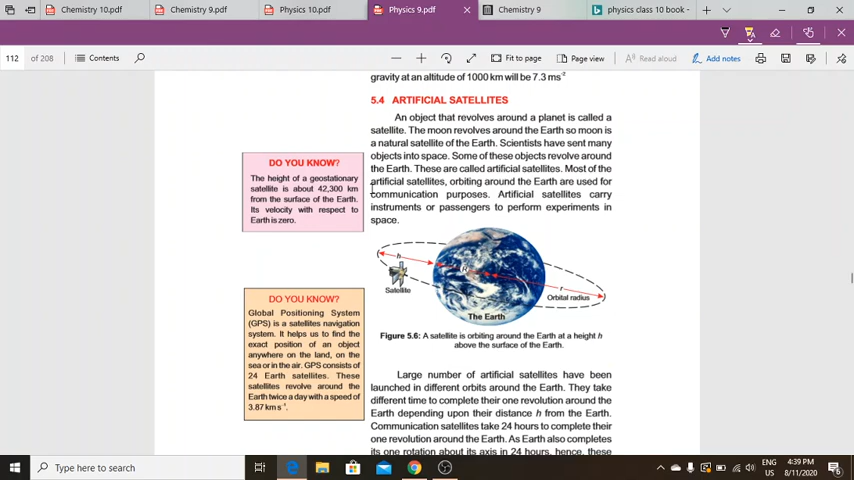 Chemistry 10.pdf
Chemistry 9.pdf
Physics 10.pdf
Physics 9.pdf
Chemistry 9
physics class 10 book -
112 of 208
Contents
Fit to page
Page view
Read aloud
Add notes
gravity at an altitude of 1000 km will be 7.3 ms-2
5.4 ARTIFICIAL SATELLITES
An object that revolves around a planet is called a
satellite. The moon revolves around the Earth so moon is
a natural satellite of the Earth. Scientists have sent many
objects into space. Some of these objects revolve around
the Earth. These are called artificial satellites. Most of the
artificial satellites, orbiting around the Earth are used for
communication purposes. Artificial satellites carry
instruments or passengers to perform experiments in
space.
DO YOU KNOW?
The height of a geostationary
satellite is about 42,300 km
from the surface of the Earth.
Its velocity with respect to
Earth is zero.
h
R
r
Satellite
Orbital radius
The Earth
Figure 5.6: A satellite is orbiting around the Earth at a height h
above the surface of the Earth.
DO YOU KNOW?
Global Positioning System
(GPS) is a satellites navigation
system. It helps us to find the
exact position of an object
anywhere on the land, on the
sea or in the air. GPS consists of
24 Earth satellites. These
satellites revolve around the
Earth twice a day with a speed of
3.87 km s-1.
Large number of artificial satellites have been
launched in different orbits around the Earth. They take
different time to complete their one revolution around the
Earth depending upon their distance h from the Earth.
Communication satellites take 24 hours to complete their
one revolution around the Earth. As Earth also completes
its one rotation about its axis in 24 hours, hence, these
Type here to search
ENG
US
4:39 PM
8/11/2020